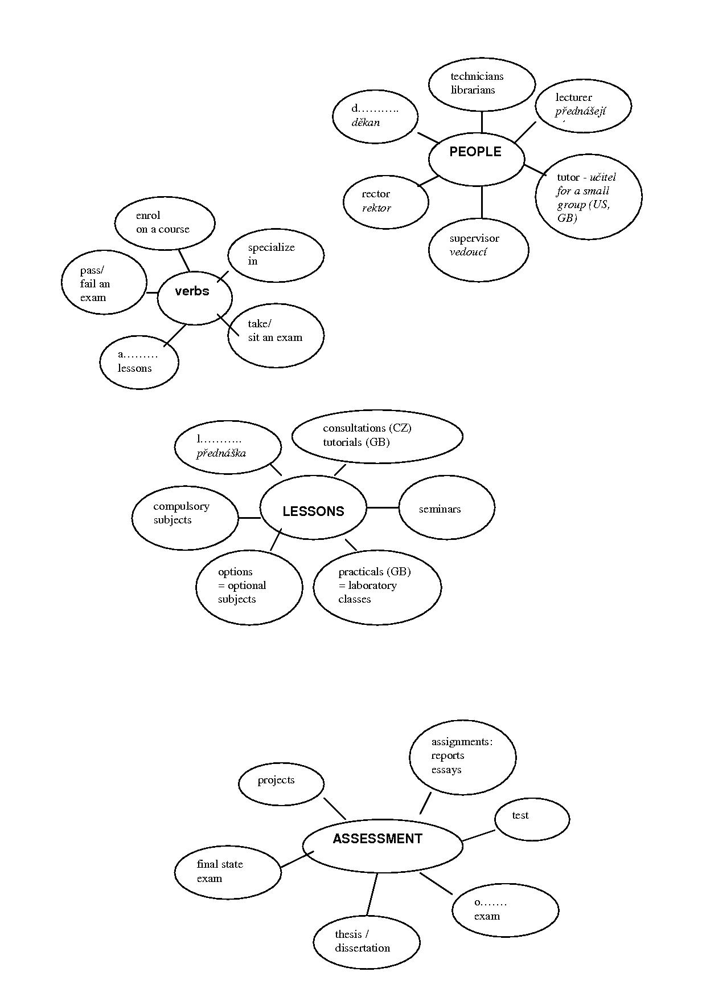 technicians
librarians
lecturer
přednášejí
d………..
děkan
PEOPLE
tutor - učitel
for a small
group (US,
GB)
rector
rektor
supervisor
vedoucí
enrol
on a course
specialize
in
pass/
fail an
exam
verbs
take/
sit an exam
a………
lessons
l………..
přednáška
consultations (CZ)
tutorials (GB)
compulsory
subjects
LESSONS
seminars
options
= optional
subjects
practicals (GB)
= laboratory
classes
assignments:
reports
essays
projects
test
ASSESSMENT
final state
exam
o…….
exam
thesis /
dissertation